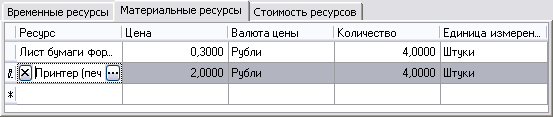 Временные ресурсы Материальные ресурсы Стоимость ресурсов
Ресурс Цена Валюта цены Количество Единица измерен...
Лист бумаги фор... 0,3000 Рубли 4,0000 Штуки
Принтер (печ ... 2,0000 Рубли 4,0000 Штуки
*